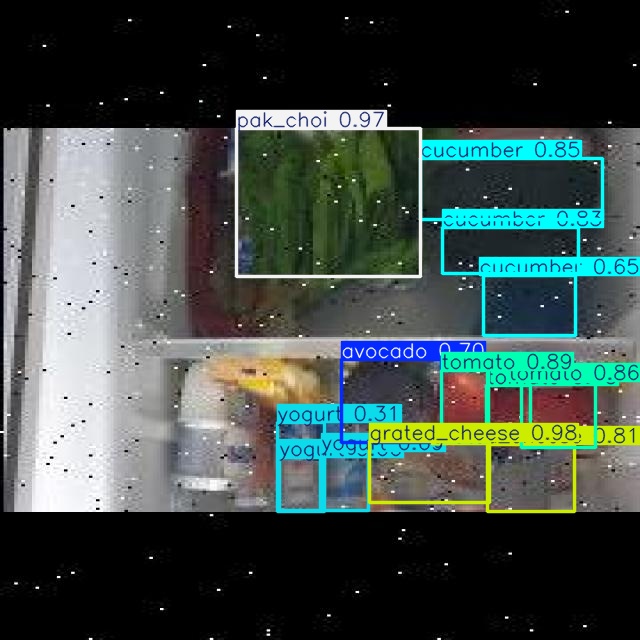 pak_choi 0.97
cucumber 0.85
cucumber 0.83
cucumber 0.65
avocado 0.70
tomato 0.89
tomato 0.86
yogurt 0.31
grated_cheese 0.98
0.81